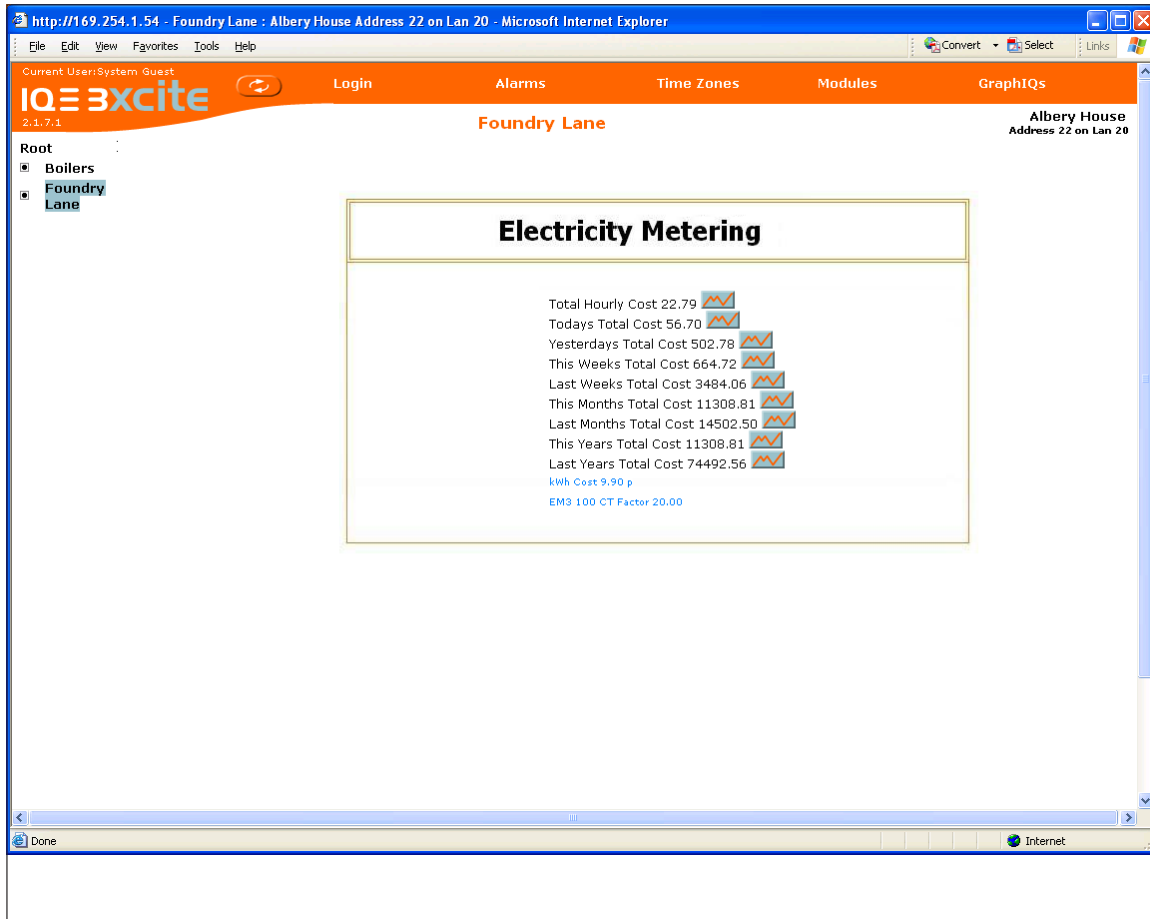 http://169.254.1.54 - Foundry Lane : Albery House Address 22 on Lan 20 - Microsoft Internet Explorer
File Edit View Favorites Tools Help
Convert Select Links
Current User:System Guest
IQ3 3xcite
2.1.7.1
Login Alarms Time Zones Modules GraphIQs
Foundry Lane
Albery House
Address 22 on Lan 20
Root
Boilers
Foundry
Lane
Electricity Metering
Total Hourly Cost 22.79
Todays Total Cost 56.70
Yesterdays Total Cost 502.78
This Weeks Total Cost 664.72
Last Weeks Total Cost 3484.06
This Months Total Cost 11308.81
Last Months Total Cost 14502.50
This Years Total Cost 11308.81
Last Years Total Cost 74492.56
kWh Cost 9.90 p
EM3 100 CT Factor 20.00
Done
Internet